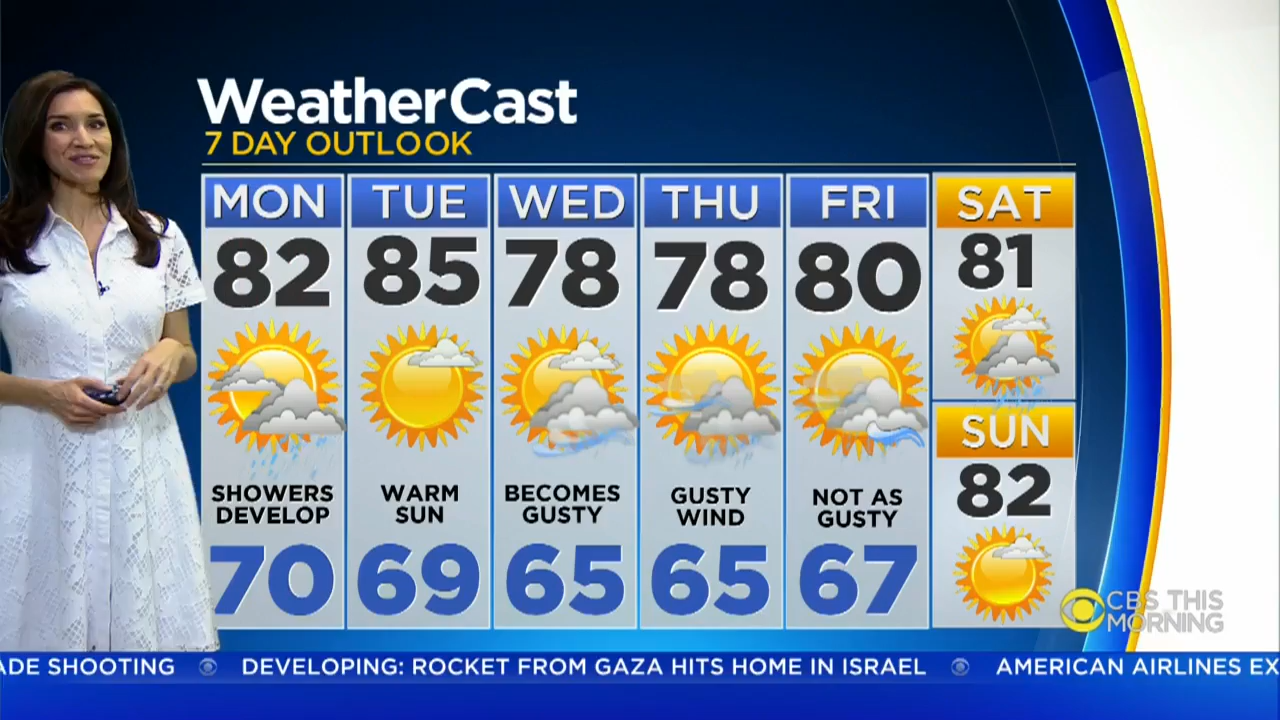 WeatherCast
7 DAY OUTLOOK
MON
82
SHOWERS
DEVELOP
70
TUE
85
WARM
SUN
69
WED
78
BECOMES
GUSTY
65
THU
78
GUSTY
WIND
65
FRI
80
NOT AS
GUSTY
67
SAT
81
SUN
82
CBS THIS
MORNING
ADE SHOOTING DEVELOPING: ROCKET FROM GAZA HITS HOME IN ISRAEL AMERICAN AIRLINES EX